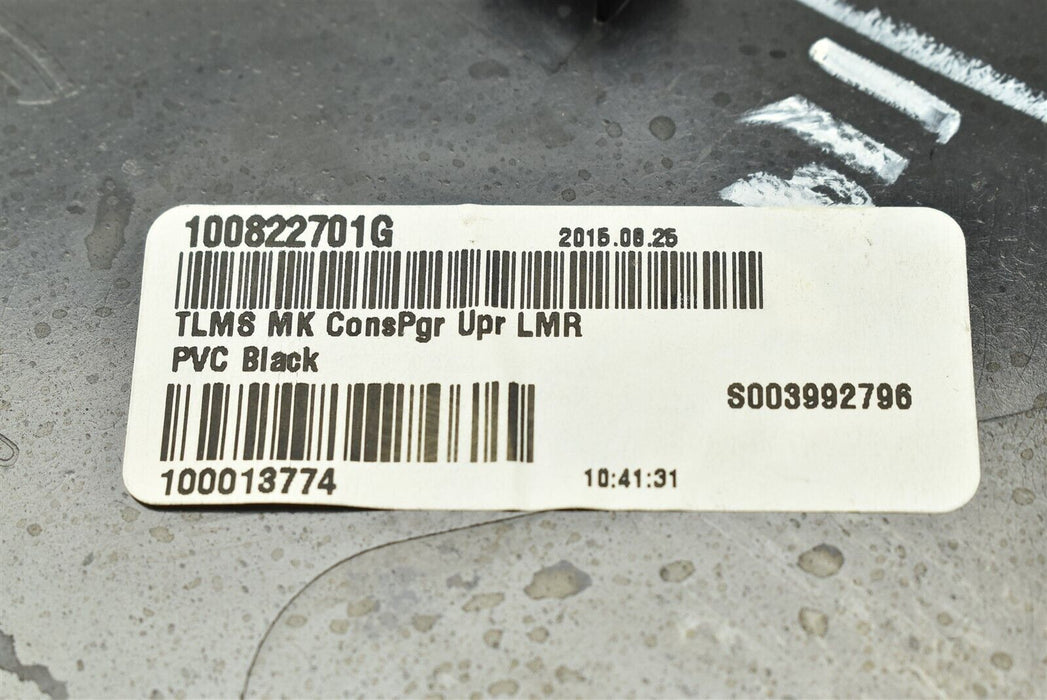 100822701G 2015.08.25
TLMS MK ConsPgr Upr LMR
PVC Black
S003992796
100013774 10:41:31